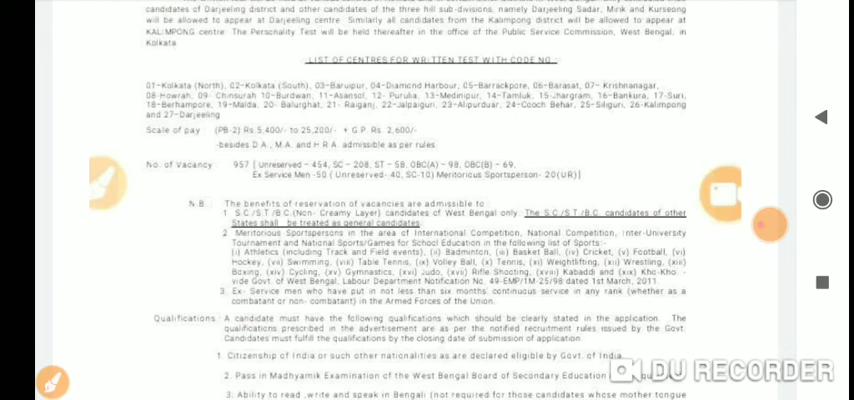 candidates of Darjeeling district and other candidates of the three hill sub-divisions, namely Darjeeling Sadar, Mirik and Kurseong
will be allowed to appear at Darjeeling centre. Similarly all candidates from the Kalimpong district will be allowed to appear at
KALIMPONG centre. The Personality Test will be held thereafter in the office of the Public Service Commission, West Bengal, in
Kolkata.
LIST OF CENTRES FOR WRITTEN TEST WITH CODE NO.:
01-Kolkata (North), 02-Kolkata (South), 03-Baruipur, 04-Diamond Harbour, 05-Barrackpore, 06-Barasat, 07- Krishnanagar,
08-Howrah, 09- Chinsurah 10-Burdwan, 11-Asansol, 12- Purulia, 13-Medinipur, 14-Tamluk, 15-Jhargram, 16-Bankura, 17-Suri,
18-Berhampore, 19-Malda, 20- Balurghat, 21- Raiganj, 22-Jalpaiguri, 23-Alipurduar, 24-Cooch Behar, 25-Siliguri, 26-Kalimpong
and 27-Darjeeling
Scale of pay : (PB-2) Rs.5,400/- to 25,200/- + G.P. Rs. 2,600/-
-besides D.A., M.A. and H.R.A. admissible as per rules.
No. of Vacancy : 957 [ Unreserved - 454, SC - 208, ST - 58, OBC(A) - 98, OBC(B) - 69,
Ex Service Men -50 ( Unreserved- 40, SC-10) Meritorious Sportsperson- 20(UR)]
N.B. : The benefits of reservation of vacancies are admissible to :
1. S.C./S.T./B.C.(Non- Creamy Layer) candidates of West Bengal only. The S.C./S.T./B.C. candidates of other
States shall be treated as general candidates.
2. Meritorious Sportspersons in the area of International Competition, National Competition, Inter-University
Tournament and National Sports/Games for School Education in the following list of Sports:-
(i) Athletics (including Track and Field events), (ii) Badminton, (iii) Basket Ball, (iv) Cricket, (v) Football, (vi)
Hockey, (vii) Swimming, (viii) Table Tennis, (ix) Volley Ball, (x) Tennis, (xi) Weightlifting, (xii) Wrestling, (xiii)
Boxing, (xiv) Cycling, (xv) Gymnastics, (xvi) Judo, (xvii) Rifle Shooting, (xviii) Kabaddi and (xix) Kho-Kho. -
vide Govt. of West Bengal, Labour Department Notification No. 49-EMP/1M-25/98 dated 1st March, 2011.
3. Ex- Service men who have put in not less than six months' continuous service in any rank (whether as a
combatant or non- combatant) in the Armed Forces of the Union.
Qualifications : A candidate must have the following qualifications which should be clearly stated in the application. The
qualifications prescribed in the advertisement are as per the notified recruitment rules issued by the Govt.
Candidates must fulfill the qualifications by the closing date of submission of application.
1. Citizenship of India or such other nationalities as are declared eligible by Govt. of India.
2. Pass in Madhyamik Examination of the West Bengal Board of Secondary Education
3. Ability to read ,write and speak in Bengali (not required for those candidates whose mother tongue
DU RECORDER